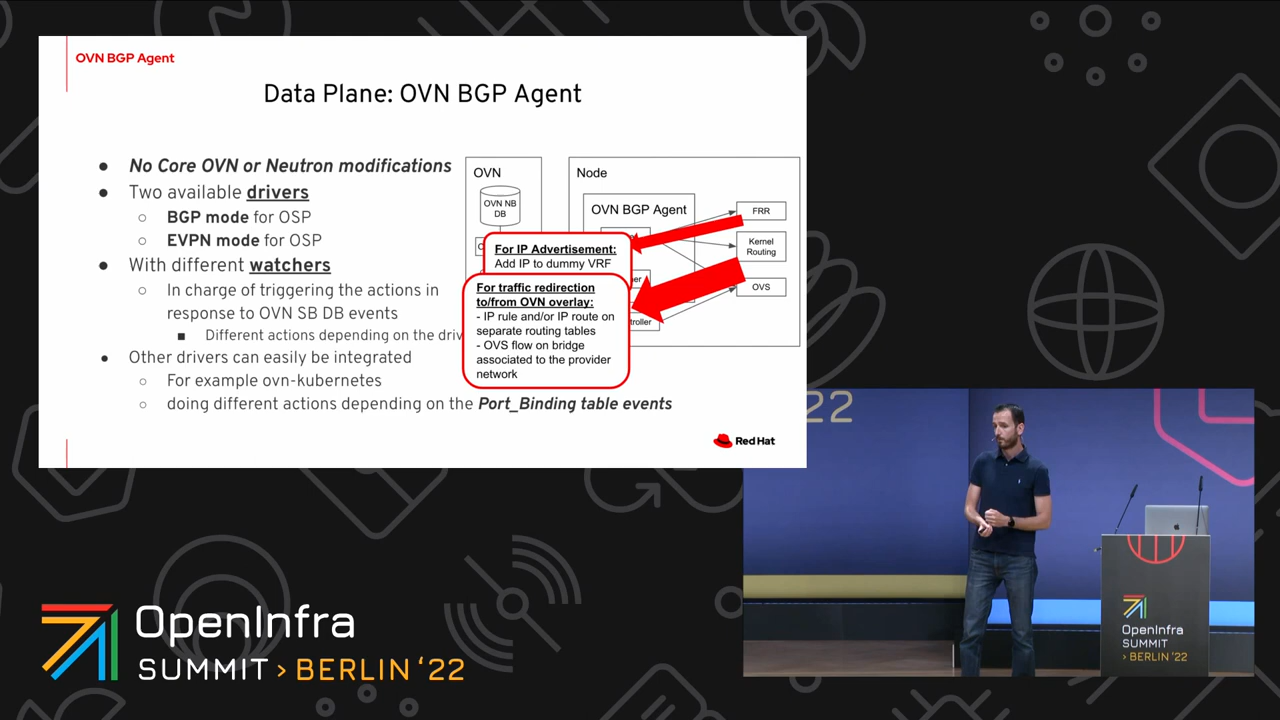 OVN BGP Agent
Data Plane: OVN BGP Agent
● No Core OVN or Neutron modifications
● Two available drivers
○ BGP mode for OSP
○ EVPN mode for OSP
● With different watchers
○ In charge of triggering the actions in
response to OVN SB DB events
■ Different actions depending on the driv
● Other drivers can easily be integrated
○ For example ovn-kubernetes
○ doing different actions depending on the Port_Binding table events
OVN
OVN NB
DB
Node
OVN BGP Agent
FRR
Kernel
Routing
OVS
For IP Advertisement:
Add IP to dummy VRF
For traffic redirection
to/from OVN overlay:
- IP rule and/or IP route on
separate routing tables
- OVS flow on bridge
associated to the provider
network
Red Hat
22
OpenInfra
SUMMIT
> BERLIN '22
OpenInfra
SUMMIT > BERLIN '22